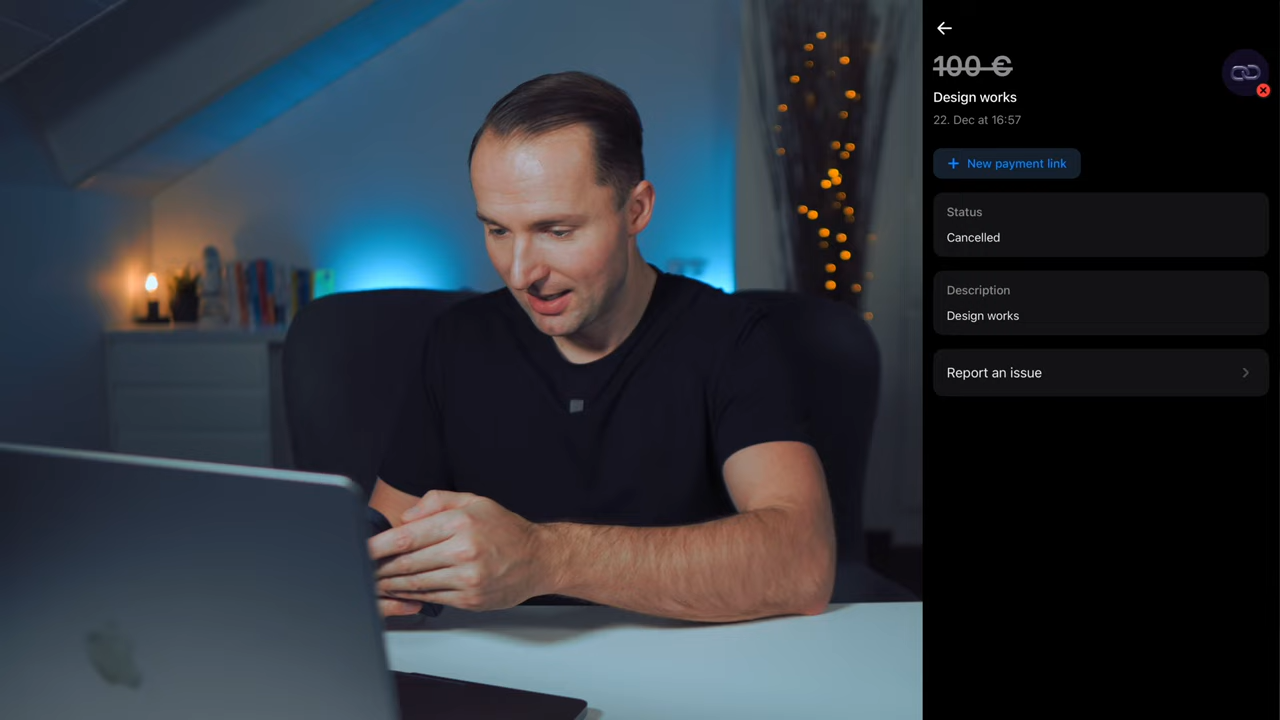 100 €
Design works
22. Dec at 16:57
+ New payment link
Status
Cancelled
Description
Design works
Report an issue